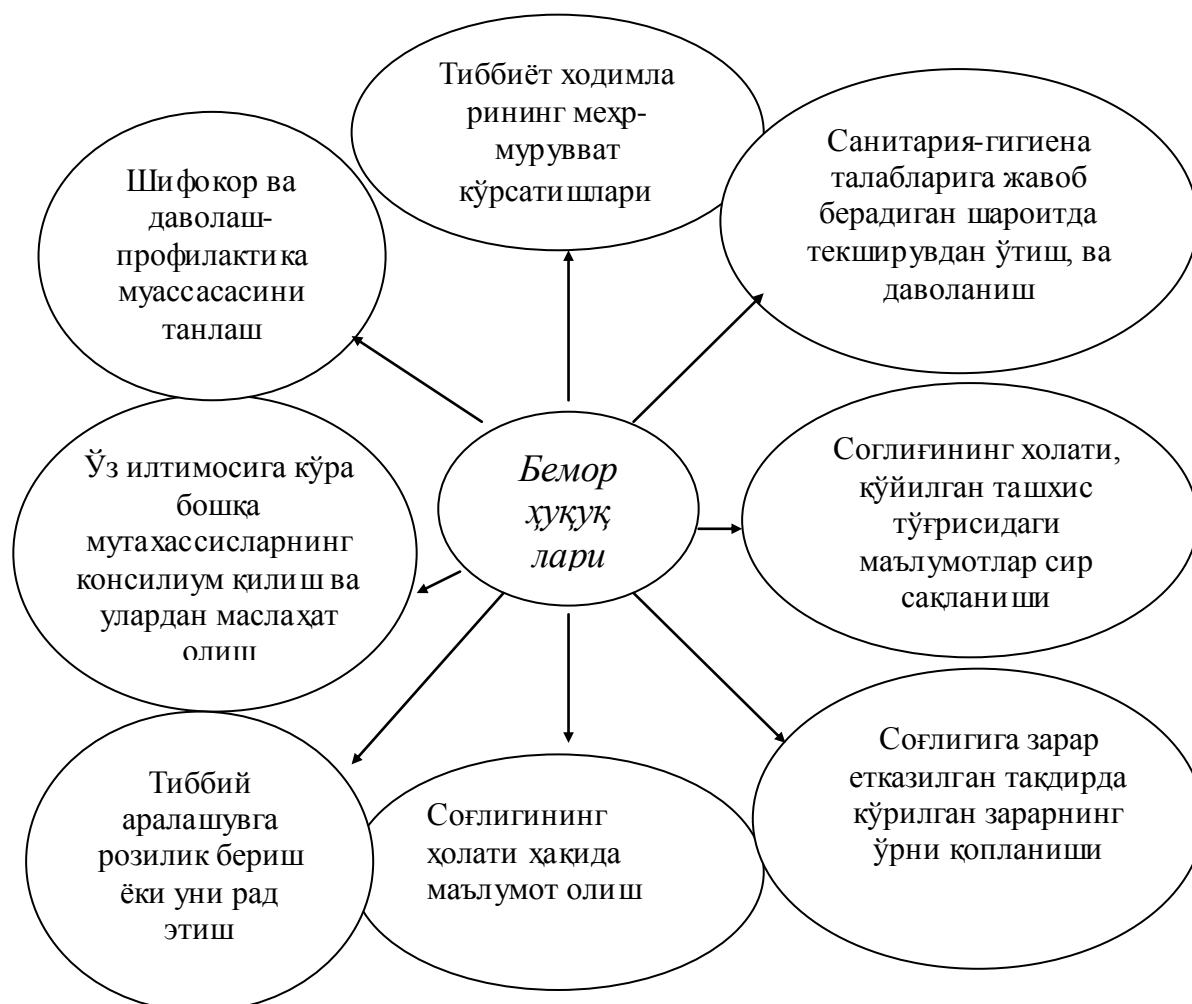 Тиббиёт ходимла
рининг меҳр-
мурувват
кўрсатишлари
Санитария-гигиена
талабларига жавоб
берадиган шароитда
текширувдан ўтиш, ва
даволаниш
Шифокор ва
даволаш-
профилактика
муассасасини
танлаш
Бемор
ҳуқуқ
лари
Соглиғининг холати,
қўйилган ташхис
тўғрисидаги
маълумотлар сир
сақланиши
Ўз илтимосига кўра
бошқа
мутахассисларнинг
консилиум қилиш ва
улардан маслаҳат
олиш
Соғлигига зарар
етказилган тақдирда
кўрилган зарарнинг
ўрни қопланиши
Тиббий
аралашувга
розилик бериш
ёки уни рад
этиш
Соғлигининг
ҳолати ҳақида
маълумот олиш